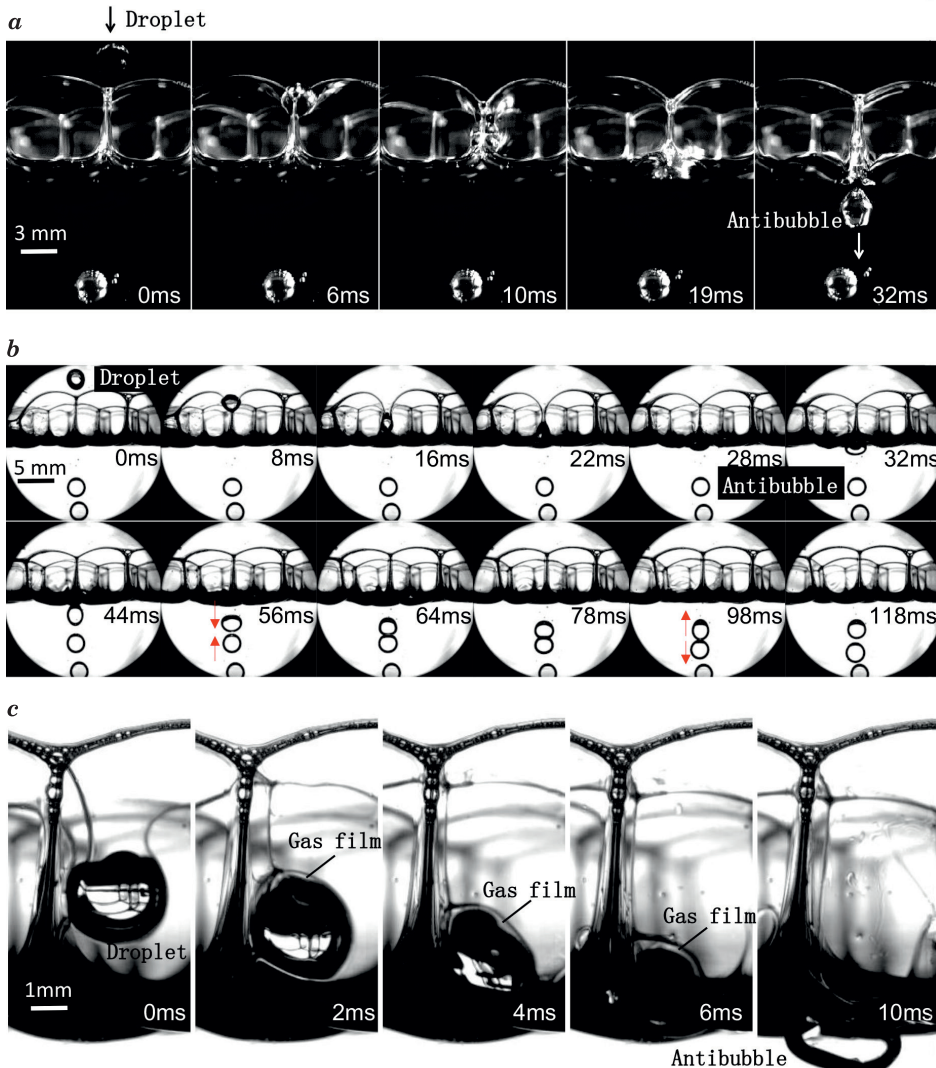 a
Droplet
Antibubble
3 mm
0ms
6ms
10ms
19ms
32ms
b
Droplet
0ms
8ms
16ms
22ms
28ms
32ms
5 mm
Antibubble
44ms
56ms
64ms
78ms
98ms
118ms
c
Gas film
Gas film
Gas film
Droplet
1mm
0ms
2ms
4ms
6ms
10ms
Antibubble